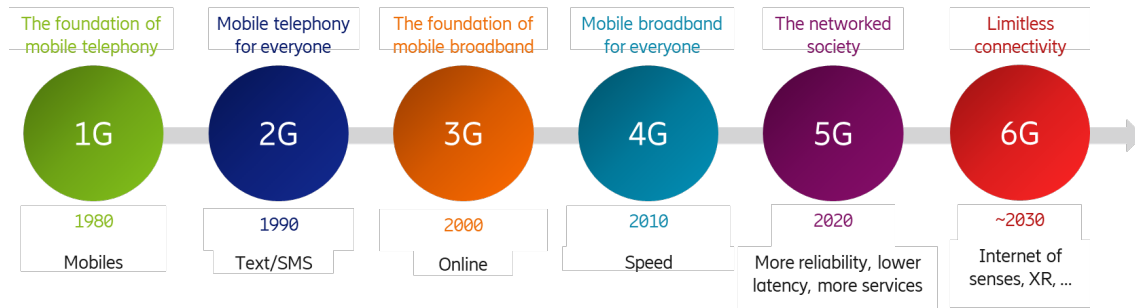 The foundation of
mobile telephony
Mobile telephony
for everyone
The foundation of
mobile broadband
Mobile broadband
for everyone
The networked
society
Limitless
connectivity
1G
2G
3G
4G
5G
6G
1980
1990
2000
2010
2020
~2030
Mobiles
Text/SMS
Online
Speed
More reliability, lower
latency, more services
Internet of
senses, XR, ...